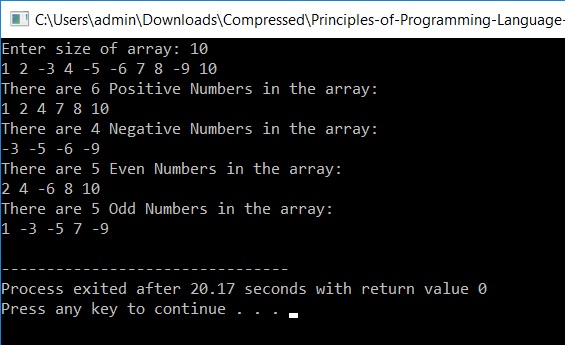 C:\Users\admin\Downloads\Compressed\Principles-of-Programming-Language-
Enter size of array: 10
1 2 -3 4 -5 -6 7 8 -9 10
There are 6 Positive Numbers in the array:
1 2 4 7 8 10
There are 4 Negative Numbers in the array:
-3 -5 -6 -9
There are 5 Even Numbers in the array:
2 4 -6 8 10
There are 5 Odd Numbers in the array:
1 -3 -5 7 -9
--------------------------------
Process exited after 20.17 seconds with return value 0
Press any key to continue . . .